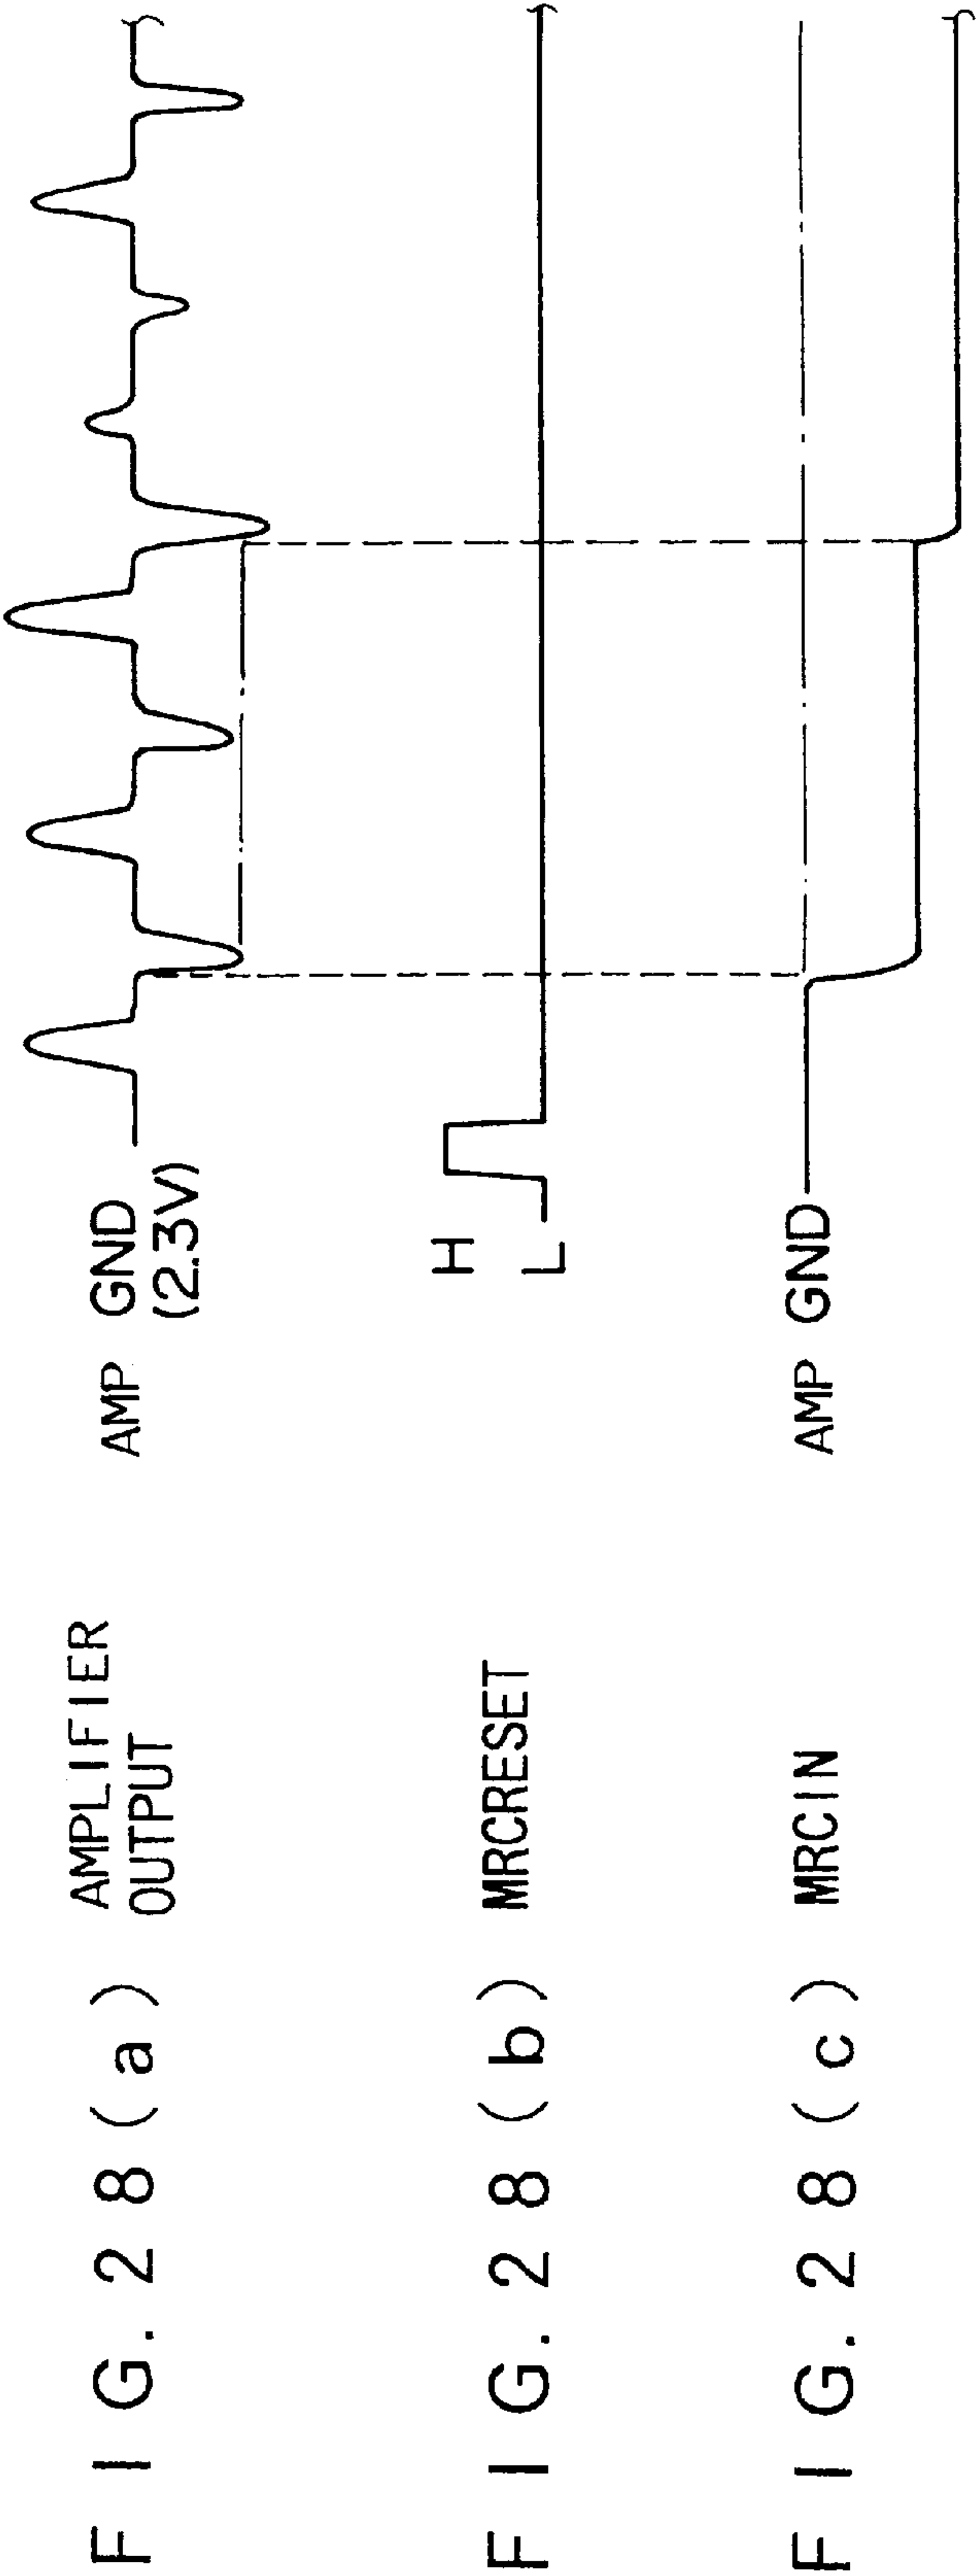 FIG. 28(a) AMPLIFIER
OUTPUT
AMP GND
(2.3V)
FIG. 28(b) MRCRESET
H
L
FIG. 28(c) MRCIN
AMP GND